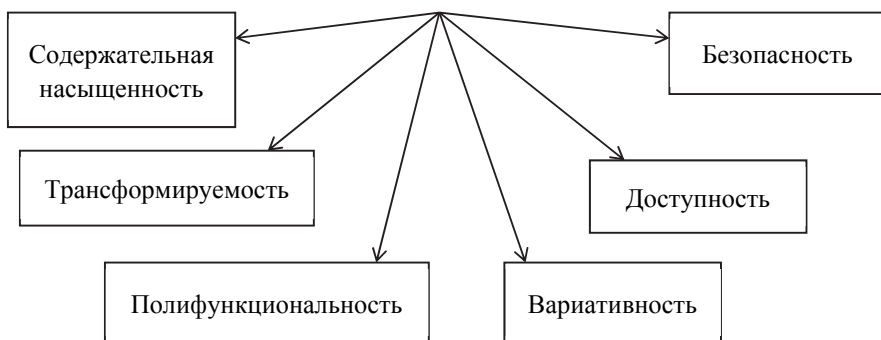 Содержательная
насыщенность
Безопасность
Трансформируемость
Доступность
Полифункциональность
Вариативность